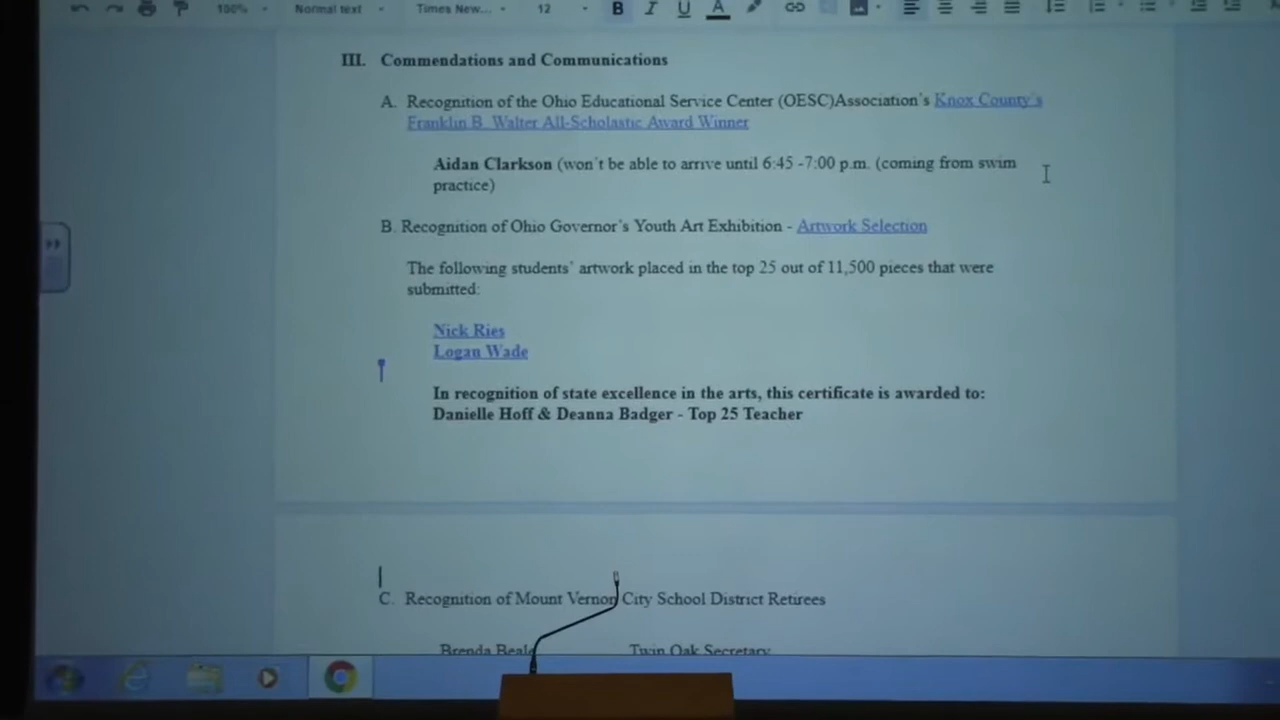 100% Normal text Times New... 12 B I U A
III. Commendations and Communications
A. Recognition of the Ohio Educational Service Center (OESC)Association's Knox County's
Franklin B. Walter All-Scholastic Award Winner
Aidan Clarkson (won't be able to arrive until 6:45 -7:00 p.m. (coming from swim
practice)
B. Recognition of Ohio Governor's Youth Art Exhibition - Artwork Selection
The following students' artwork placed in the top 25 out of 11,500 pieces that were
submitted:
Nick Ries
Logan Wade
In recognition of state excellence in the arts, this certificate is awarded to:
Danielle Hoff & Deanna Badger - Top 25 Teacher
C. Recognition of Mount Vernon City School District Retirees
Brenda Beale Twin Oak Secretary